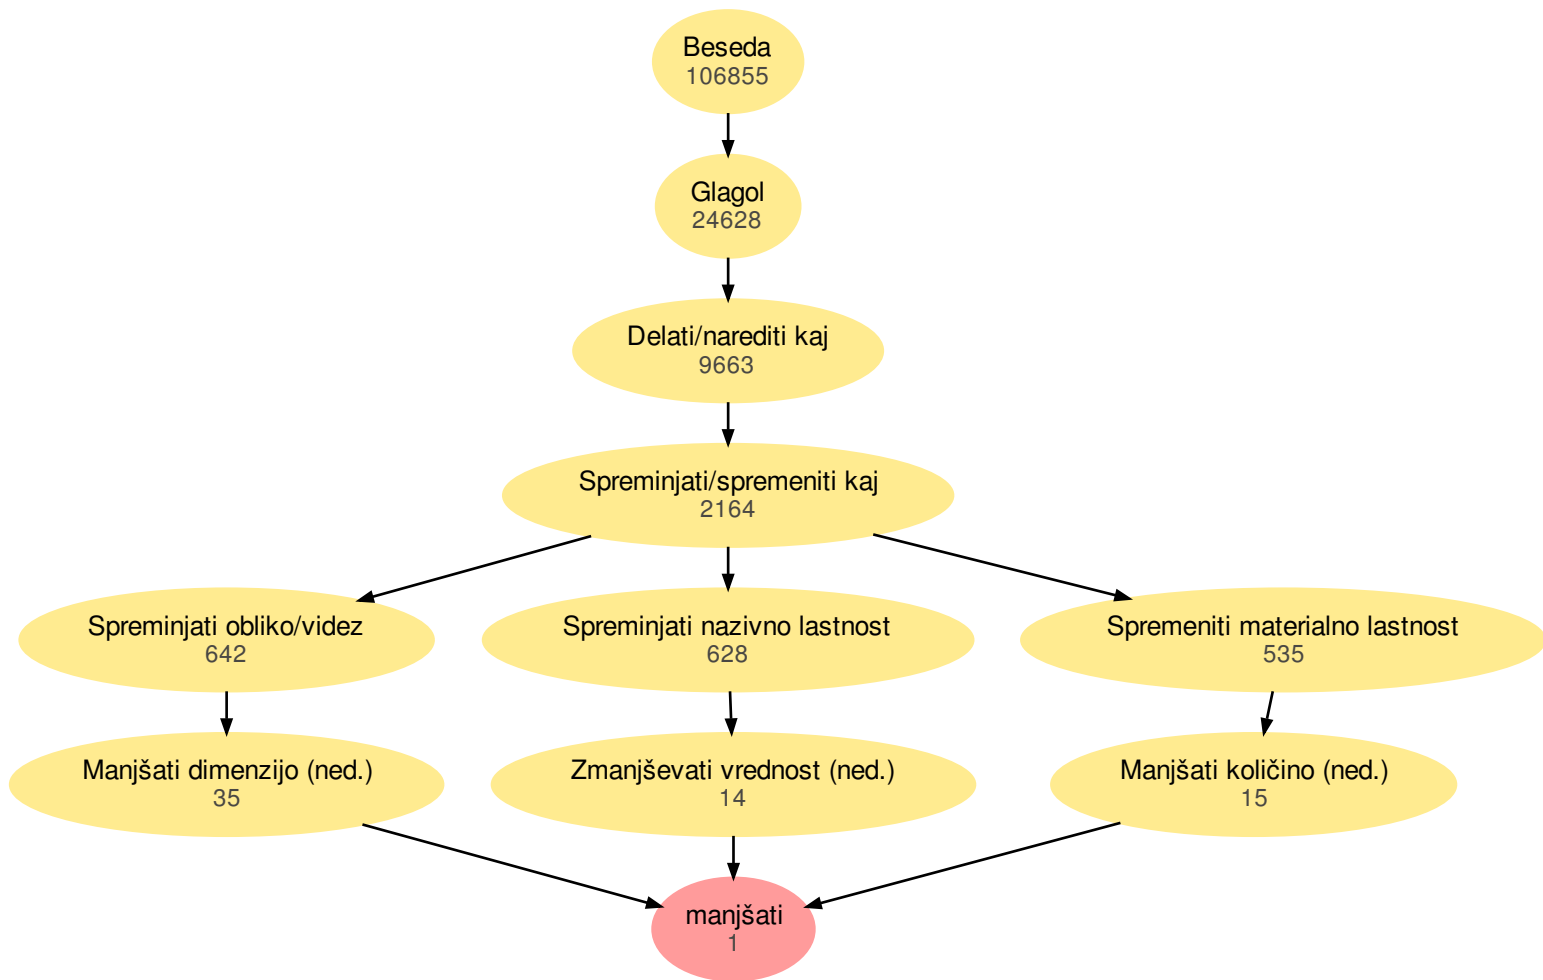 Beseda
106855
Glagol
24628
Delati/narediti kaj
9663
Spreminjati/spremeniti kaj
2164
Spreminjati obliko/videz
642
Spreminjati nazivno lastnost
628
Spremeniti materialno lastnost
535
Manjšati dimenzijo (ned.)
35
Zmanjševati vrednost (ned.)
14
Manjšati količino (ned.)
15
manjšati
1